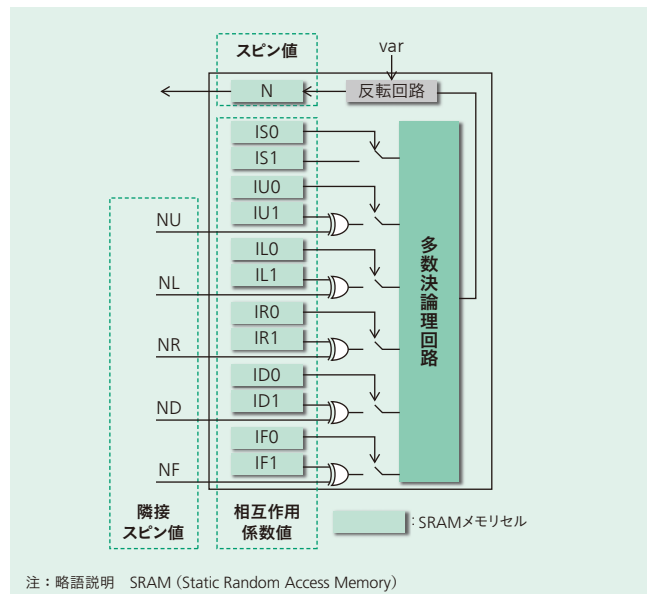 スピン値
var
N
反転回路
IS0
IS1
IU0
IU1
NU
IL0
IL1
NL
IR0
IR1
NR
ID0
ID1
ND
IF0
IF1
NF
多数決論理回路
隣接
スピン値
相互作用
係数値
:SRAMメモリセル
注:略語説明 SRAM(Static Random Access Memory)